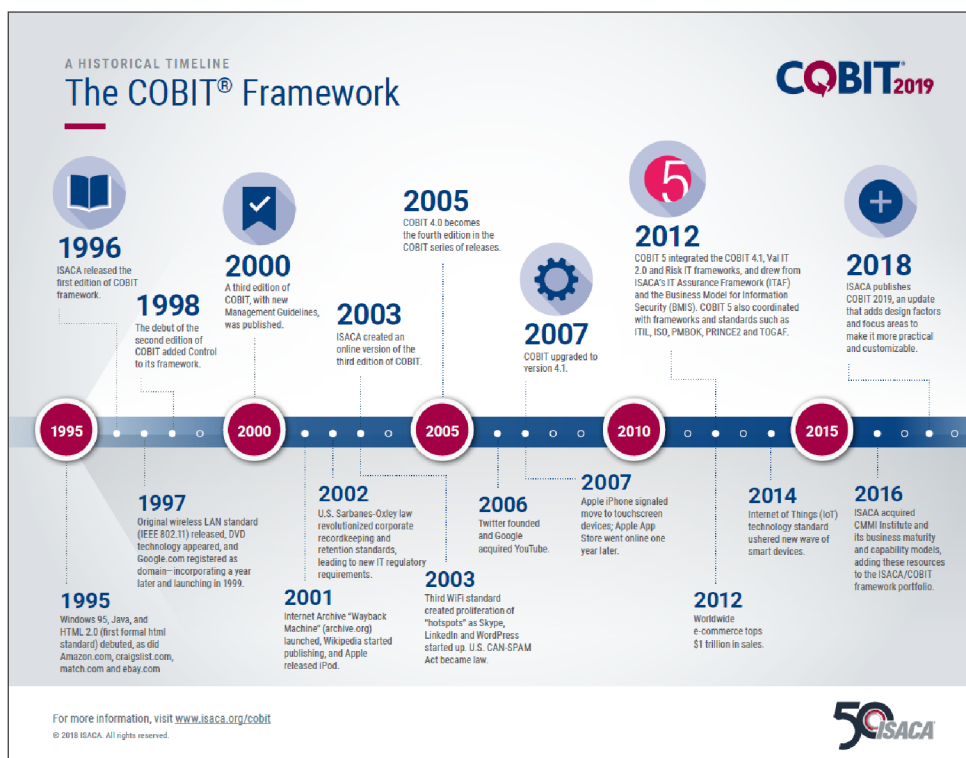 A HISTORICAL TIMELINE
The COBIT® Framework
COBIT® 2019
1996
ISACA released the
first edition of COBIT
framework.
1998
The debut of the
second edition of
COBIT added Control
to its framework.
2000
A third edition of
COBIT, with new
Management Guidelines,
was published.
2003
ISACA created an
online version of the
third edition of COBIT.
2005
COBIT 4.0 becomes
the fourth edition in the
COBIT series of releases.
2007
COBIT upgraded to
version 4.1.
5
2012
COBIT 5 integrated the COBIT 4.1, Val IT
2.0 and Risk IT frameworks, and drew from
ISACA's IT Assurance Framework (ITAF)
and the Business Model for Information
Security (BMIS). COBIT 5 also coordinated
with frameworks and standards such as
ITIL, ISO, PMBOK, PRINCE2 and TOGAF.
2018
ISACA publishes
COBIT 2019, an update
that adds design factors
and focus areas to
make it more practical
and customizable.
1995
2000
2005
2010
2015
1995
Windows 95, Java, and
HTML 2.0 (first formal html
standard) debuted, as did
Amazon.com, craigslist.com,
match.com and ebay.com
1997
Original wireless LAN standard
(IEEE 802.11) released, DVD
technology appeared, and
Google.com registered as
domain—incorporating a year
later and launching in 1999.
2001
Internet Archive "Wayback
Machine" (archive.org)
launched, Wikipedia started
publishing, and Apple
released iPod.
2002
U.S. Sarbanes-Oxley law
revolutionized corporate
recordkeeping and
retention standards,
leading to new IT regulatory
requirements.
2003
Third WiFi standard
created proliferation of
"hotspots" as Skype,
LinkedIn and WordPress
started up. U.S. CAN-SPAM
Act became law.
2006
Twitter founded
and Google
acquired YouTube.
2007
Apple iPhone signaled
move to touchscreen
devices; Apple App
Store went online one
year later.
2012
Worldwide
e-commerce tops
$1 trillion in sales.
2014
Internet of Things (IoT)
technology standard
ushered new wave of
smart devices.
2016
ISACA acquired
CMMI Institute and
its business maturity
and capability models,
adding these resources
to the ISACA/COBIT
framework portfolio.
For more information, visit www.isaca.org/cobit
© 2018 ISACA. All rights reserved.
50 ISACA